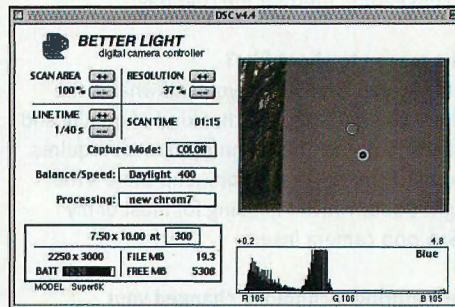 DSC v4.4
BETTER LIGHT
digital camera controller
SCAN AREA ++
100 % --
RESOLUTION ++
37 % --
LINE TIME ++
1/40 s --
SCAN TIME 01:15
Capture Mode: COLOR
Balance/Speed: Daylight 400
Processing: new chrom7
7.50 x 10.00 at 300
2250 x 3000 FILE MB 19.3
BATT FREE MB 5308
MODEL Super6K
+0.2 4.8
Blue
R 105 G 106 B 105